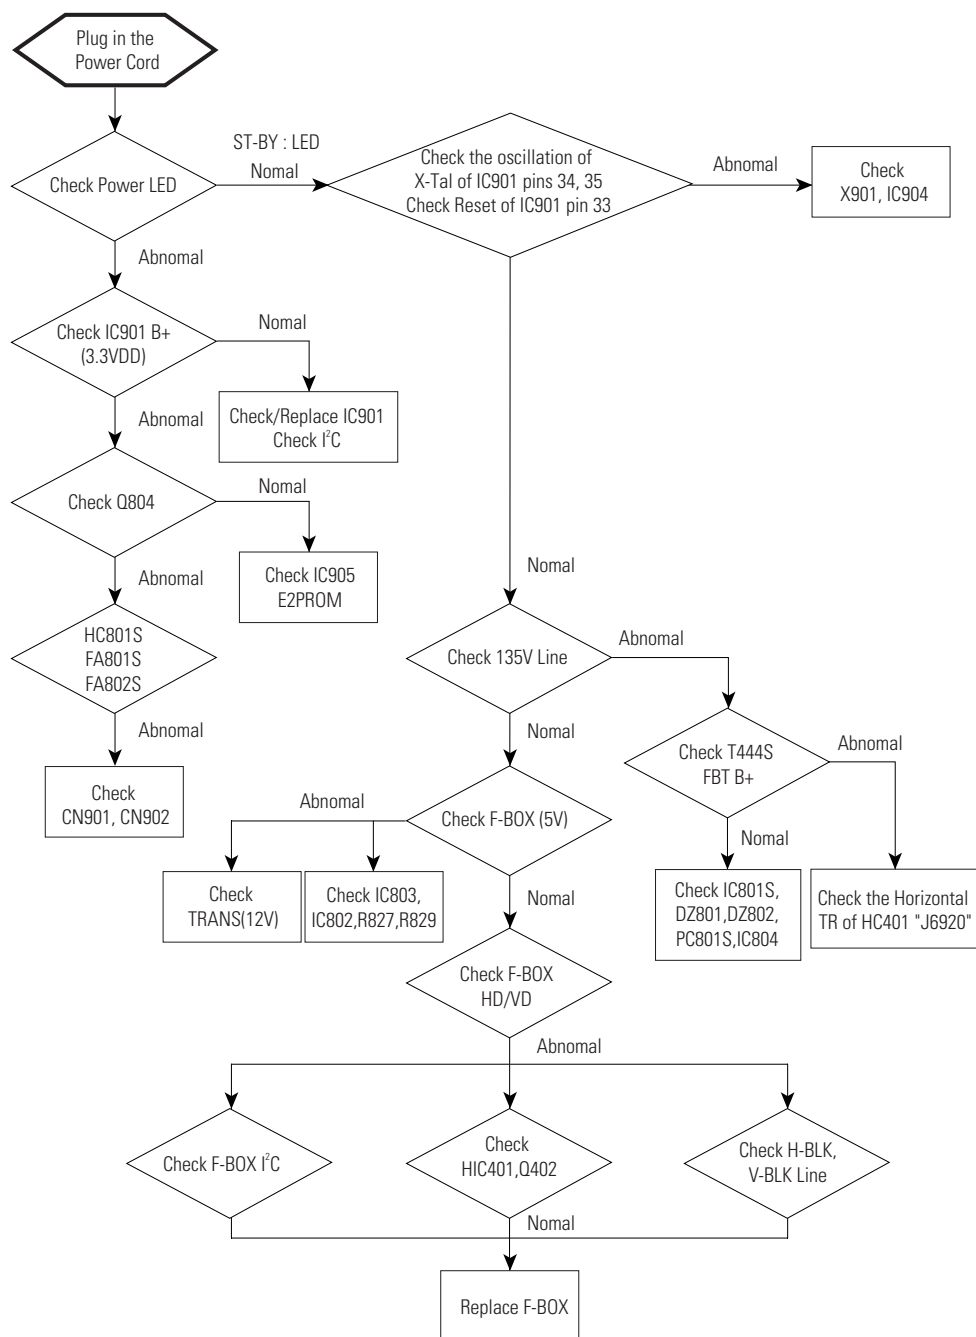 Plug in the
Power Cord
ST-BY : LED
Nomal
Check Power LED
Check the oscillation of
X-Tal of IC901 pins 34, 35
Check Reset of IC901 pin 33
Abnomal
Check
X901, IC904
Abnomal
Check IC901 B+
(3.3VDD)
Nomal
Check/Replace IC901
Check I²C
Abnomal
Check Q804
Nomal
Check IC905
E2PROM
Abnomal
HC801S
FA801S
FA802S
Abnomal
Check
CN901, CN902
Nomal
Check 135V Line
Abnomal
Check T444S
FBT B+
Abnomal
Nomal
Check IC801S,
DZ801,DZ802,
PC801S,IC804
Check the Horizontal
TR of HC401 "J6920"
Nomal
Check F-BOX (5V)
Abnomal
Check
TRANS(12V)
Check IC803,
IC802,R827,R829
Nomal
Check F-BOX
HD/VD
Abnomal
Check F-BOX I²C
Check
HIC401,Q402
Check H-BLK,
V-BLK Line
Nomal
Replace F-BOX